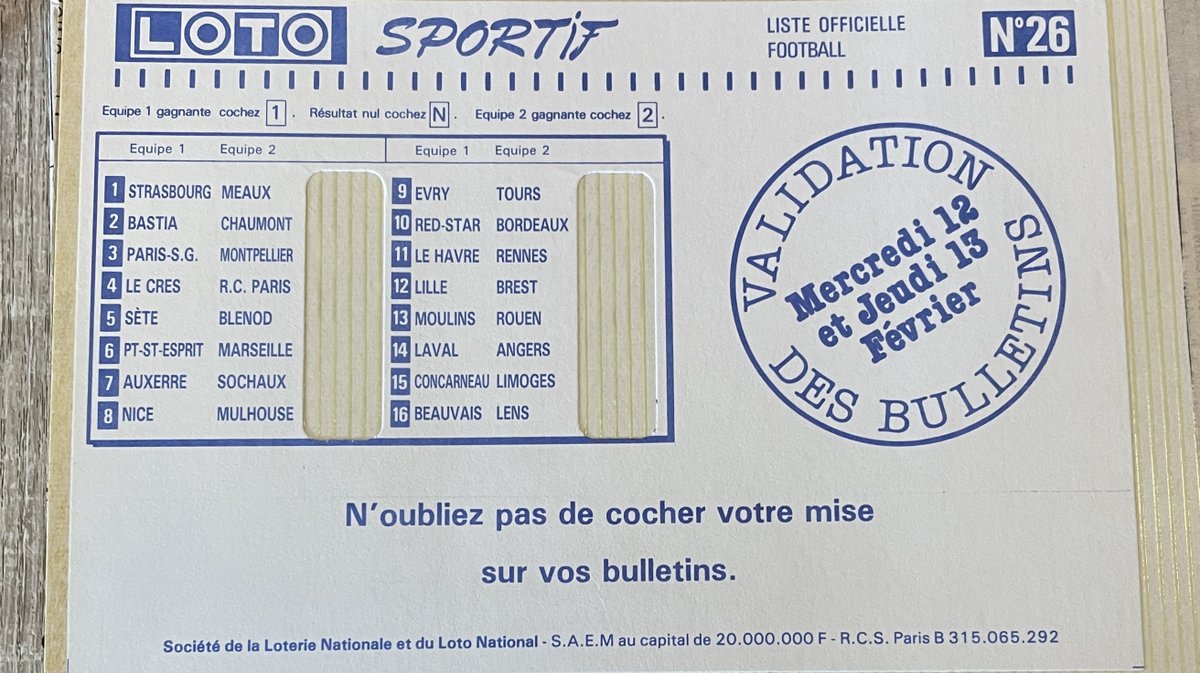 LOTO SPORTiF
LISTE OFFICIELLE
FOOTBALL
N°26
Equipe 1 gagnante cochez 1 . Résultat nul cochez N . Equipe 2 gagnante cochez 2 .
Equipe 1 Equipe 2 Equipe 1 Equipe 2
1 STRASBOURG MEAUX
2 BASTIA CHAUMONT
3 PARIS-S.G. MONTPELLIER
4 LE CRES R.C. PARIS
5 SÈTE BLENOD
6 PT-ST-ESPRIT MARSEILLE
7 AUXERRE SOCHAUX
8 NICE MULHOUSE
9 EVRY TOURS
10 RED-STAR BORDEAUX
11 LE HAVRE RENNES
12 LILLE BREST
13 MOULINS ROUEN
14 LAVAL ANGERS
15 CONCARNEAU LIMOGES
16 BEAUVAIS LENS
VALIDATION
DES BULLETINS
Mercredi 12
et Jeudi 13
Février
N'oubliez pas de cocher votre mise
sur vos bulletins.
Société de la Loterie Nationale et du Loto National - S.A.E.M au capital de 20.000.000 F - R.C.S. Paris B 315.065.292